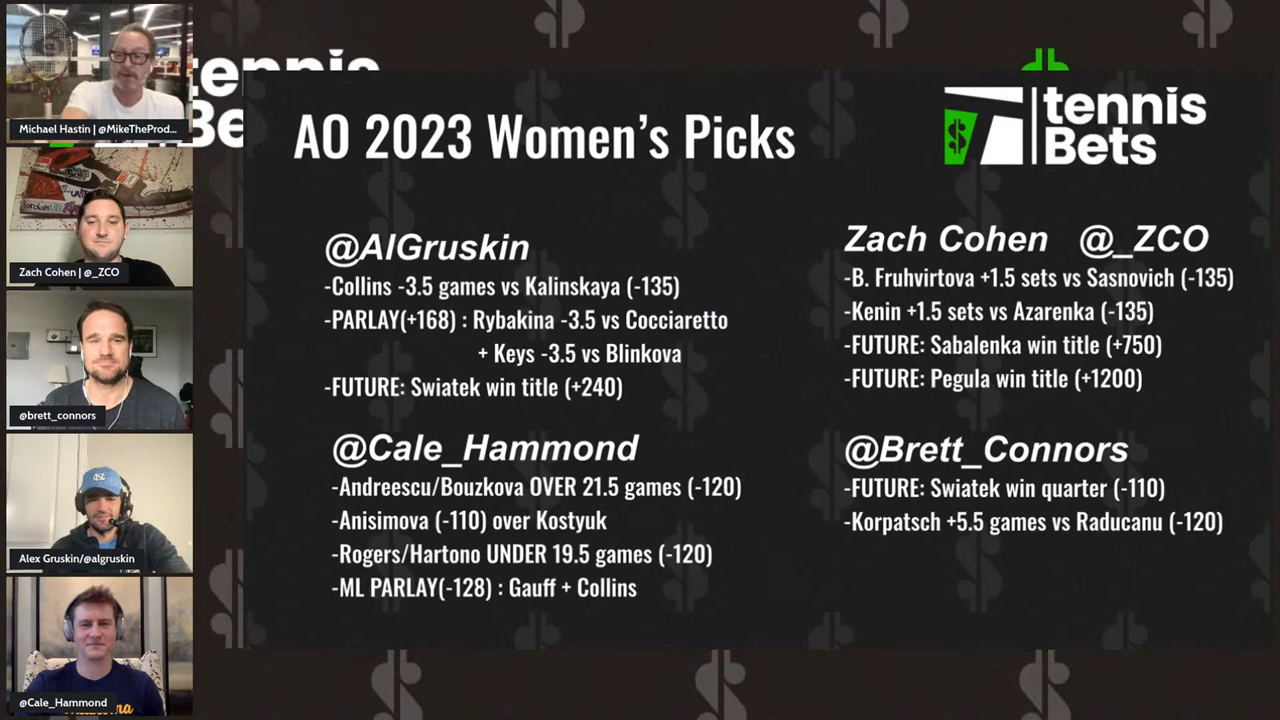 Michael Hastin | @MikeTheProd...
Zach Cohen | @_ZCO
@brett_connors
Alex Gruskin/@algruskin
@Cale_Hammond
tennis
Be
AO 2023 Women's Picks
tennis
Bets
@AlGruskin
-Collins -3.5 games vs Kalinskaya (-135)
-PARLAY(+168) : Rybakina -3.5 vs Cocciaretto
+ Keys -3.5 vs Blinkova
-FUTURE: Swiatek win title (+240)
@Cale_Hammond
-Andreescu/Bouzkova OVER 21.5 games (-120)
-Anisimova (-110) over Kostyuk
-Rogers/Hartono UNDER 19.5 games (-120)
-ML PARLAY(-128) : Gauff + Collins
Zach Cohen @_ZCO
-B. Fruhvirtova +1.5 sets vs Sasnovich (-135)
-Kenin +1.5 sets vs Azarenka (-135)
-FUTURE: Sabalenka win title (+750)
-FUTURE: Pegula win title (+1200)
@Brett_Connors
-FUTURE: Swiatek win quarter (-110)
-Korpatsch +5.5 games vs Raducanu (-120)